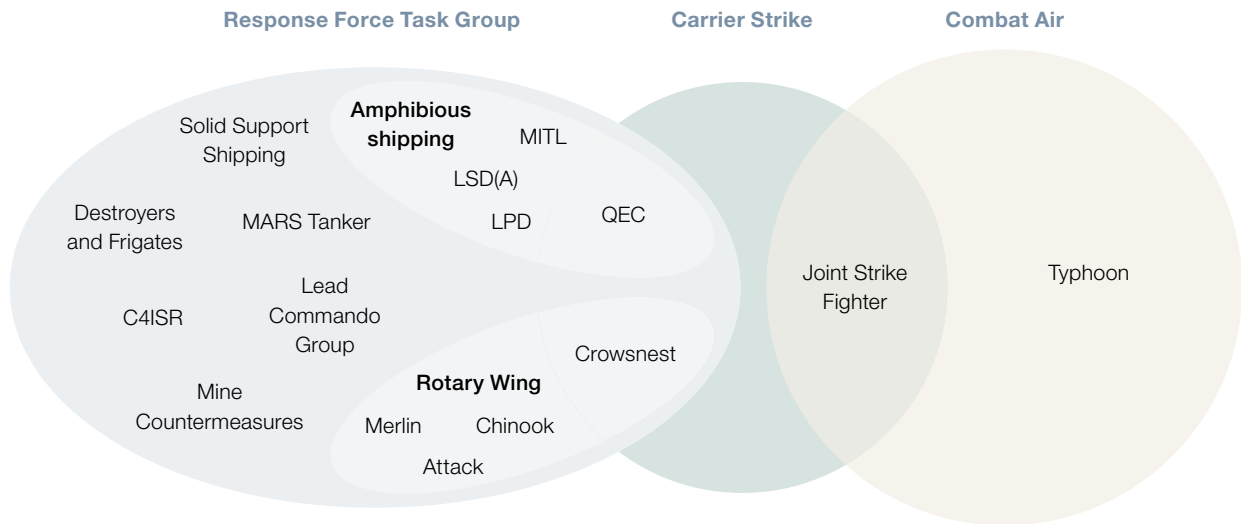 Response Force Task Group
Carrier Strike
Combat Air
Amphibious
shipping
MITL
LSD(A)
LPD
QEC
Solid Support
Shipping
Destroyers
and Frigates
MARS Tanker
C4ISR
Lead
Commando
Group
Mine
Countermeasures
Rotary Wing
Crowsnest
Merlin
Chinook
Attack
Joint Strike
Fighter
Typhoon